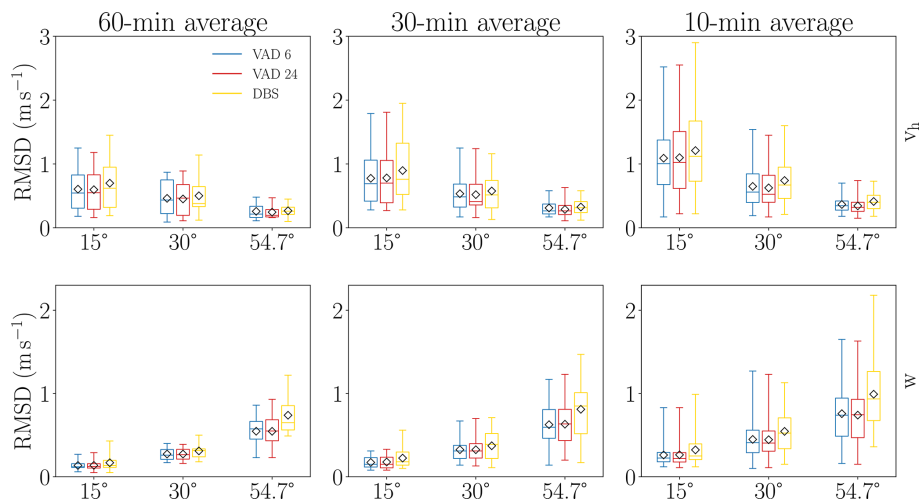 60-min average 30-min average 10-min average
3 3 3
VAD 6
VAD 24
DBS
RMSD (m s⁻¹)
2 2 2
1 1 1
0 0 0
15° 30° 54.7° 15° 30° 54.7° 15° 30° 54.7°
v_h
RMSD (m s⁻¹)
2 2 2
1 1 1
0 0 0
15° 30° 54.7° 15° 30° 54.7° 15° 30° 54.7°
w